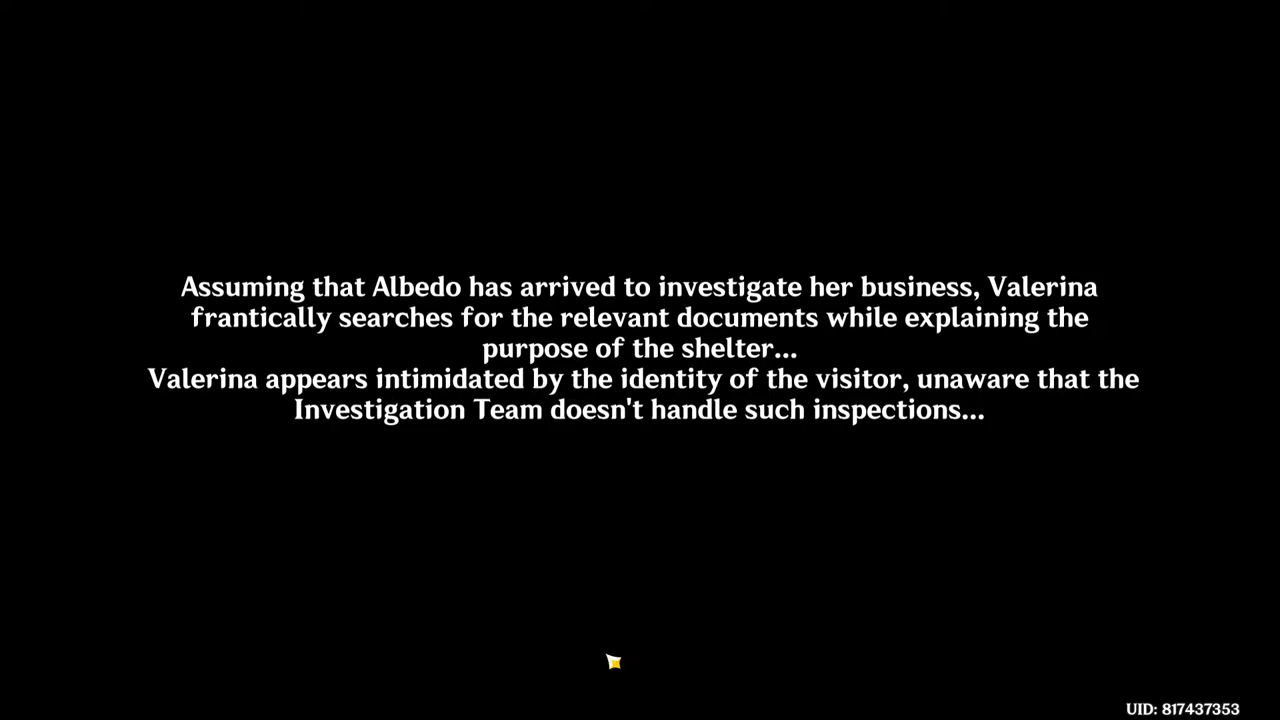 Assuming that Albedo has arrived to investigate her business, Valerina
frantically searches for the relevant documents while explaining the
purpose of the shelter...
Valerina appears intimidated by the identity of the visitor, unaware that the
Investigation Team doesn't handle such inspections...
UID: 817437353